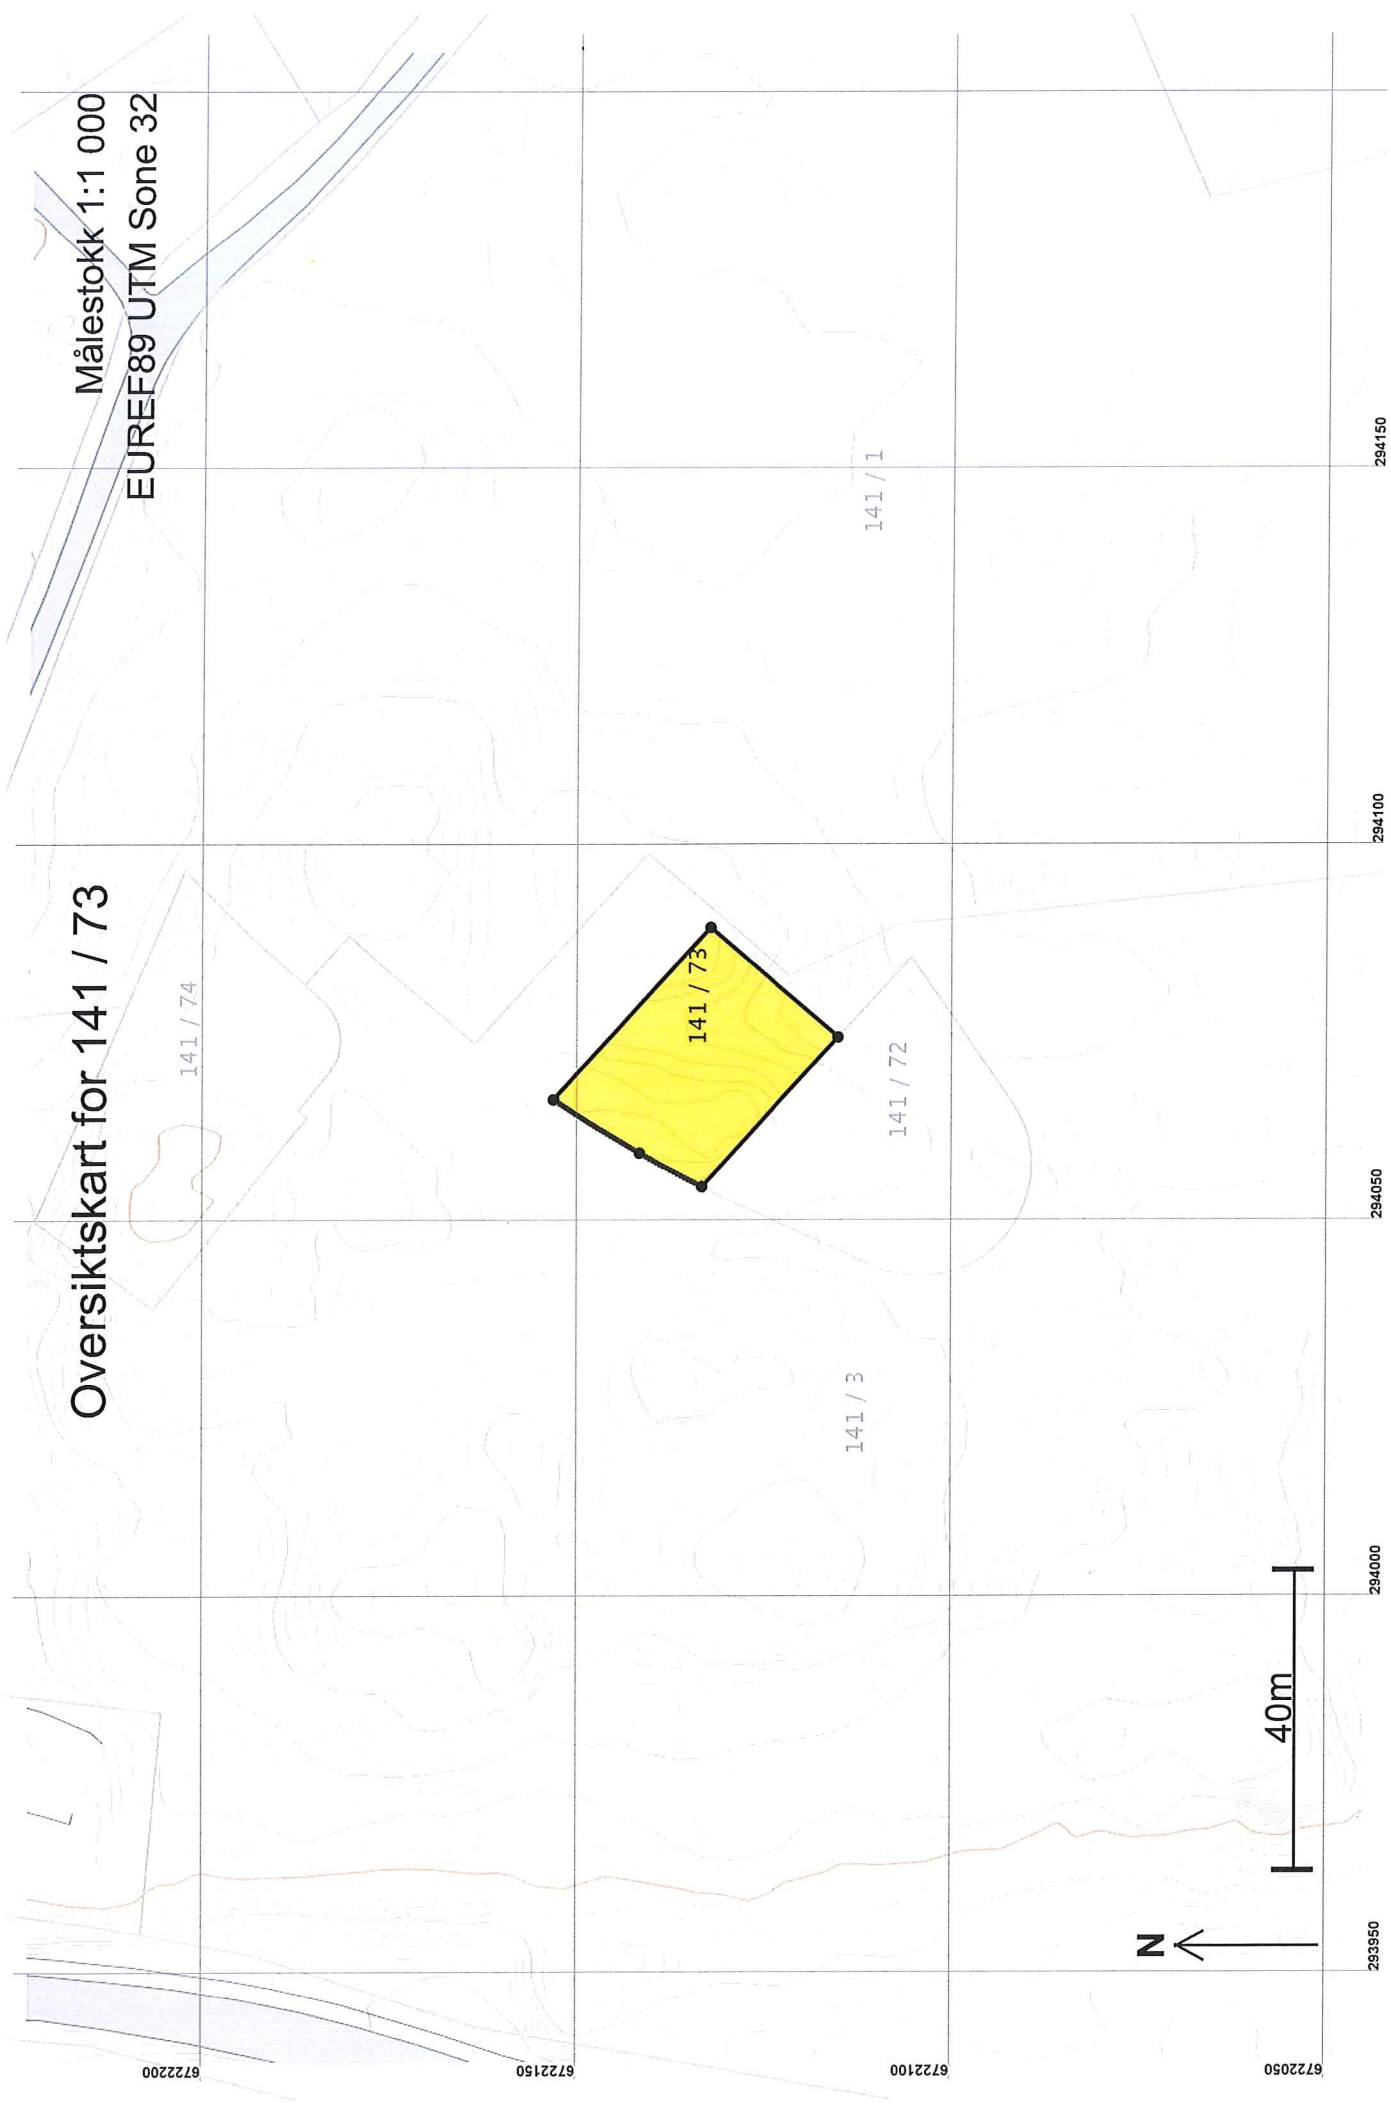 Oversiktskart for 141 / 73
Målestokk 1:1 000
EUREF89 UTM Sone 32
141 / 74
141 / 73
141 / 72
141 / 1
141 / 3
N
40m
6722200
6722150
6722100
6722050
293950
294000
294050
294100
294150